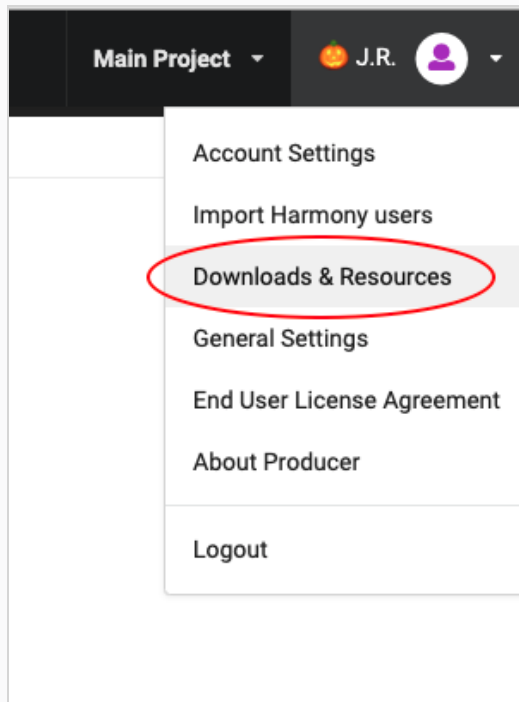 Main Project 🎃 J.R.
Account Settings
Import Harmony users
Downloads & Resources
General Settings
End User License Agreement
About Producer
Logout